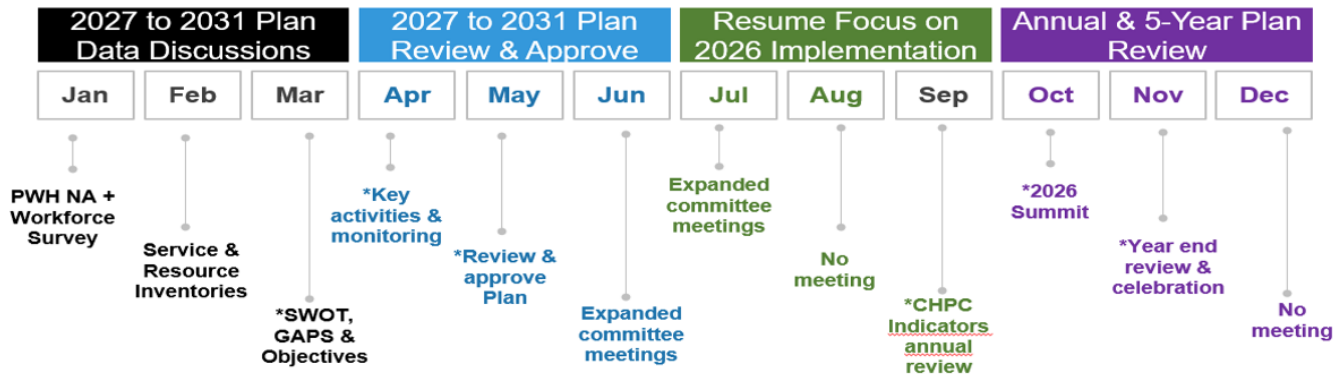 2027 to 2031 Plan
Data Discussions
2027 to 2031 Plan
Review & Approve
Resume Focus on
2026 Implementation
Annual & 5-Year Plan
Review
Jan
Feb
Mar
Apr
May
Jun
Jul
Aug
Sep
Oct
Nov
Dec
PWH NA +
Workforce
Survey
Service &
Resource
Inventories
*SWOT,
GAPS &
Objectives
*Key
activities &
monitoring
*Review &
approve
Plan
Expanded
committee
meetings
Expanded
committee
meetings
No
meeting
*CHPC
Indicators
annual
review
*2026
Summit
*Year end
review &
celebration
No
meeting